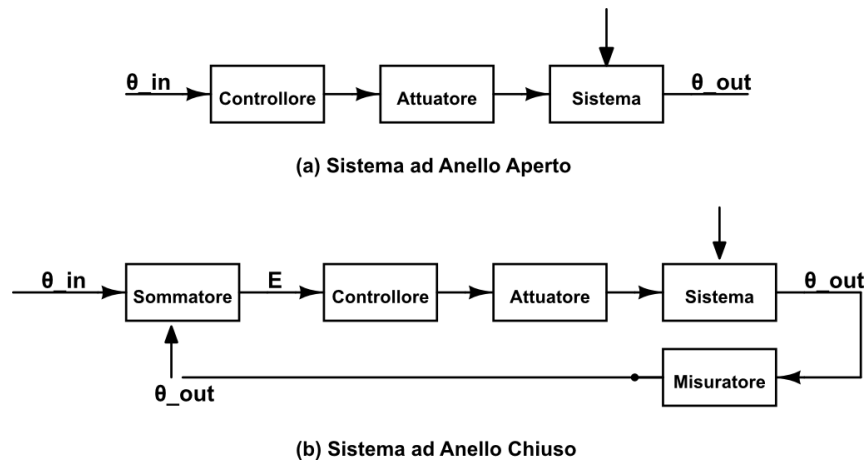 θ_in
Controllore
Attuatore
Sistema
θ_out
(a) Sistema ad Anello Aperto
θ_in
Sommatore
E
Controllore
Attuatore
Sistema
θ_out
Misuratore
θ_out
(b) Sistema ad Anello Chiuso